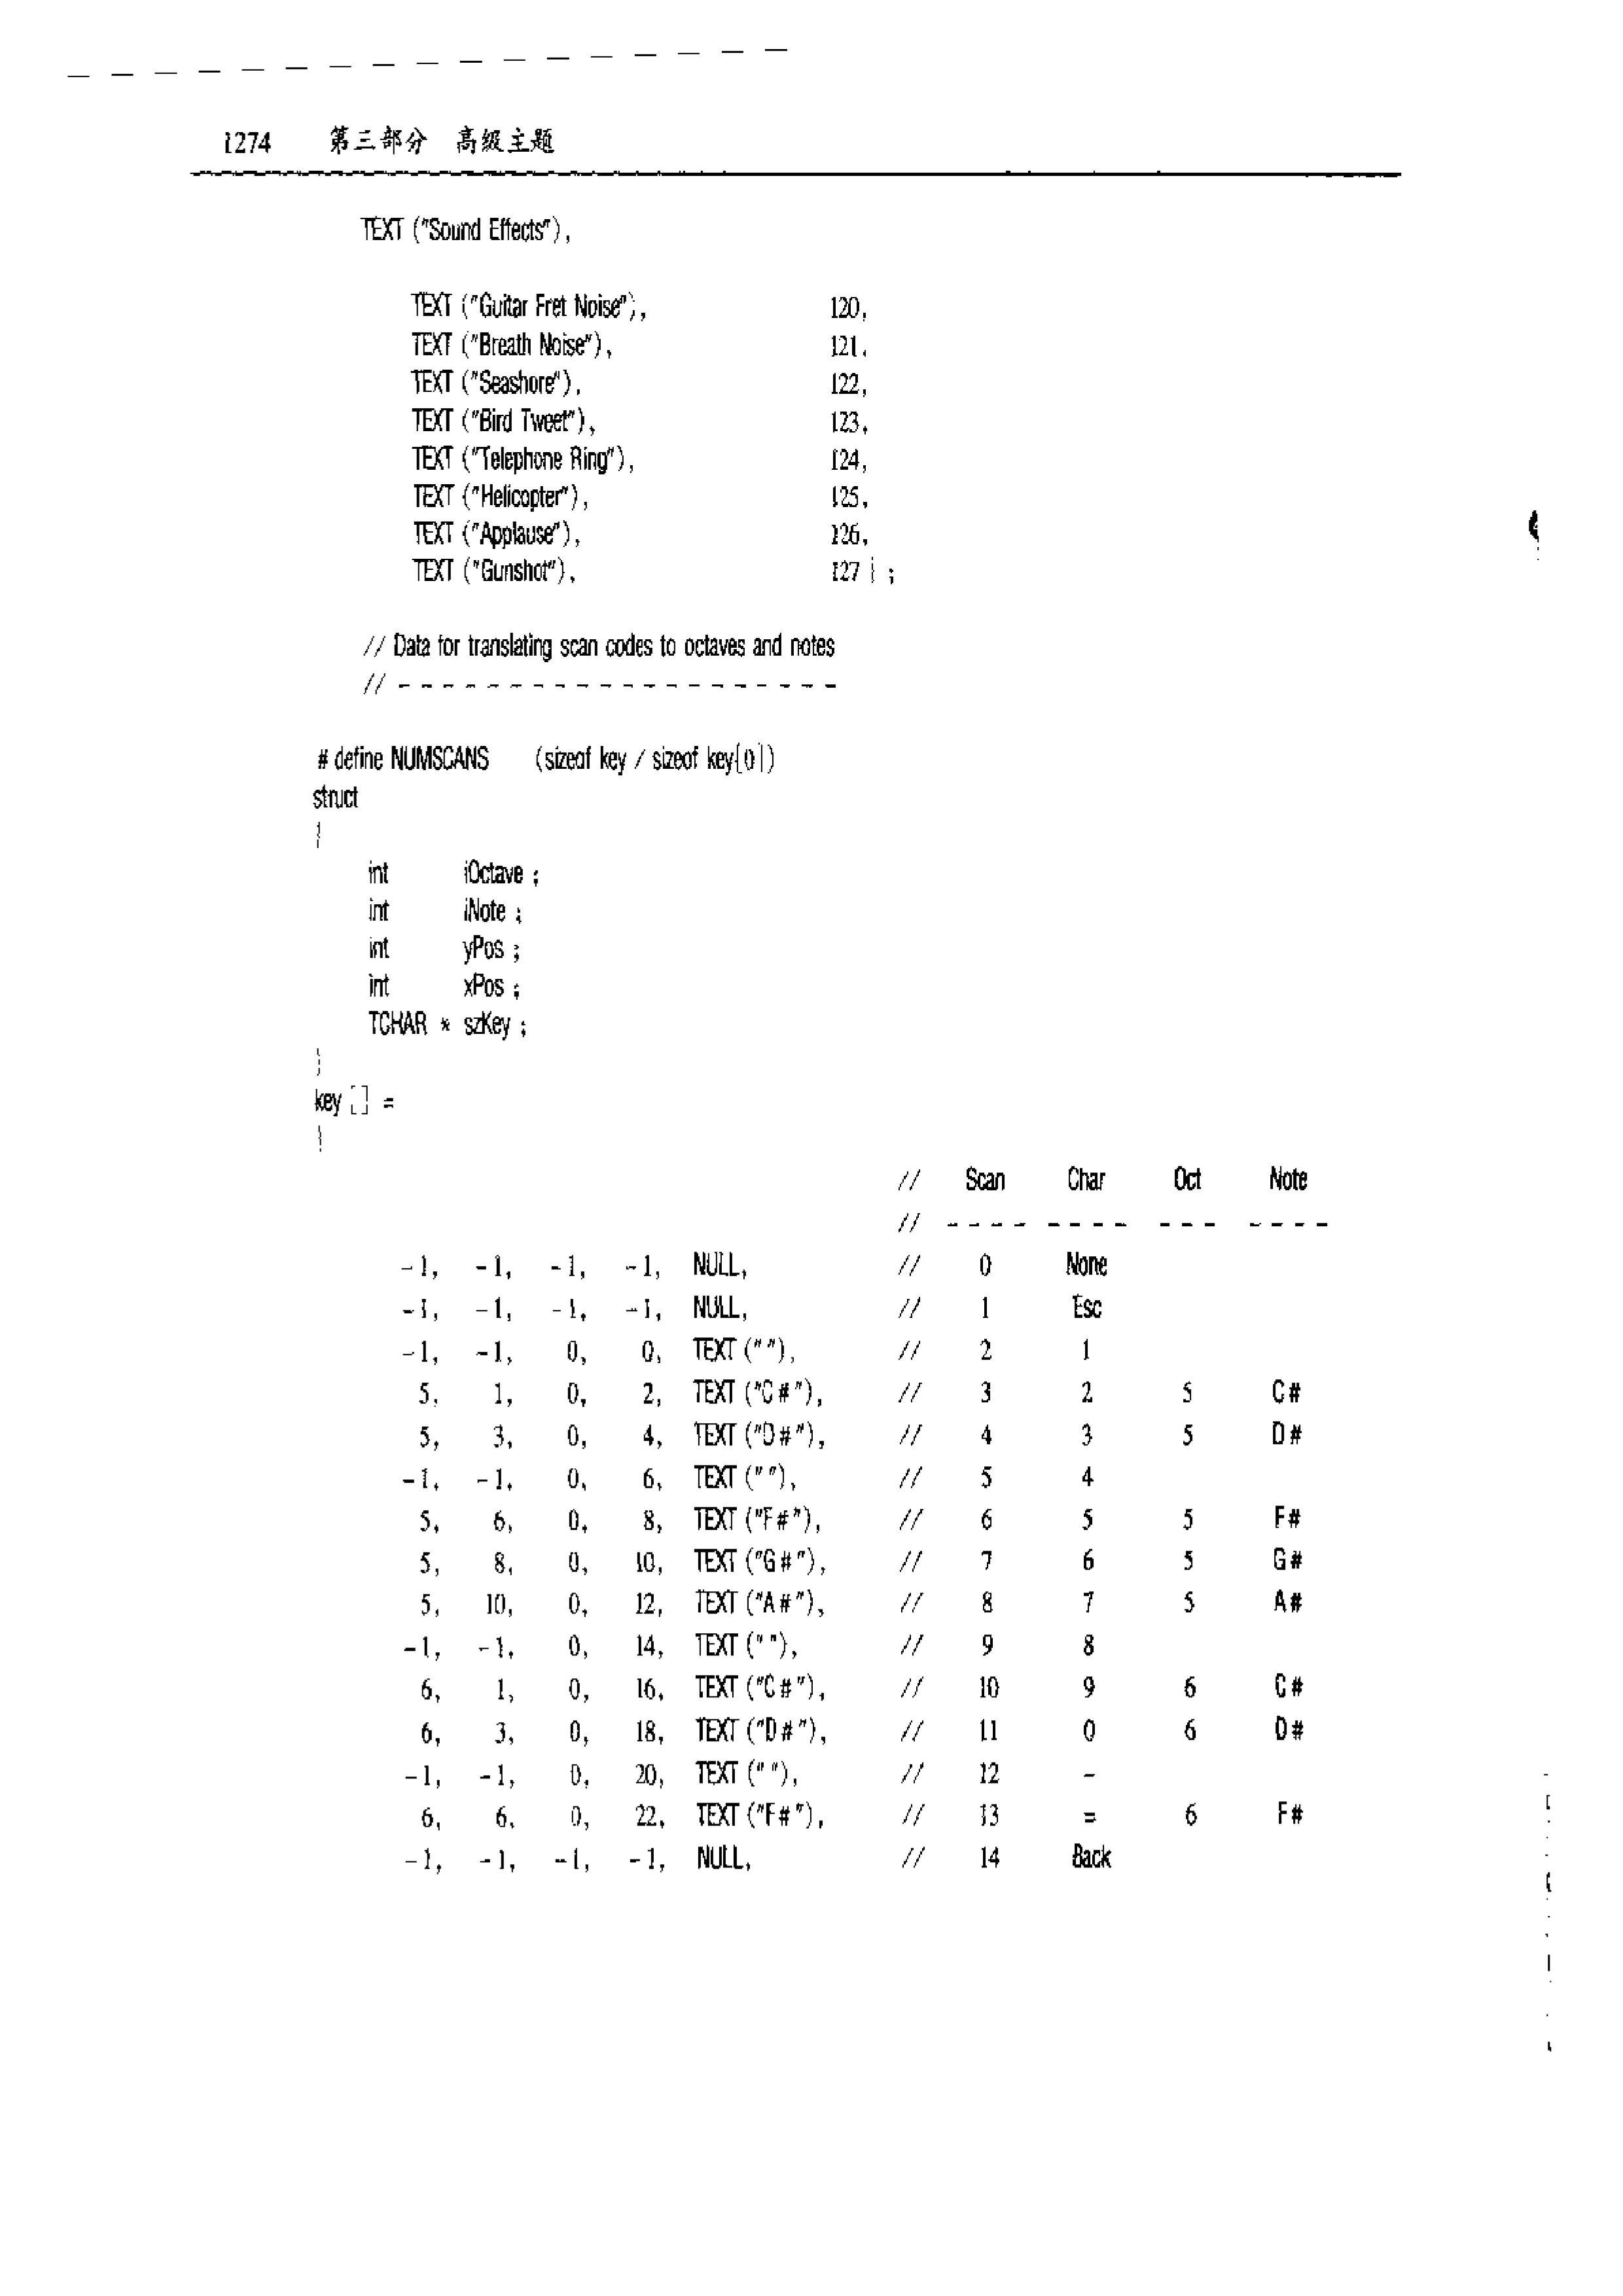 1274 第三部分 高级主题
TEXT ("Sound Effects"),
TEXT ("Guitar Fret Noise"), 120,
TEXT ("Breath Noise"), 121,
TEXT ("Seashore"), 122,
TEXT ("Bird Tweet"), 123,
TEXT ("Telephone Ring"), 124,
TEXT ("Helicopter"), 125,
TEXT ("Applause"), 126,
TEXT ("Gunshot"), 127 } ;
// Data for translating scan codes to octaves and notes
// - - - - - - - - - - - - - - - - - - - -
# define NUMSCANS (sizeof key / sizeof key[0])
struct
{
int iOctave ;
int iNote ;
int yPos ;
int xPos ;
TCHAR * szKey ;
}
key [] =
{
// Scan Char Oct Note
// - - - - - - - - - - - - - - -
-1, -1, -1, -1, NULL, // 0 None
-1, -1, -1, -1, NULL, // 1 Esc
-1, -1, 0, 0, TEXT (" "), // 2 1
5, 1, 0, 2, TEXT ("C #"), // 3 2 5 C #
5, 3, 0, 4, TEXT ("D #"), // 4 3 5 D #
-1, -1, 0, 6, TEXT (" "), // 5 4
5, 6, 0, 8, TEXT ("F #"), // 6 5 5 F #
5, 8, 0, 10, TEXT ("G #"), // 7 6 5 G #
5, 10, 0, 12, TEXT ("A #"), // 8 7 5 A #
-1, -1, 0, 14, TEXT (" "), // 9 8
6, 1, 0, 16, TEXT ("C #"), // 10 9 6 C #
6, 3, 0, 18, TEXT ("D #"), // 11 0 6 D #
-1, -1, 0, 20, TEXT (" "), // 12 -
6, 6, 0, 22, TEXT ("F #"), // 13 = 6 F #
-1, -1, -1, -1, NULL, // 14 Back